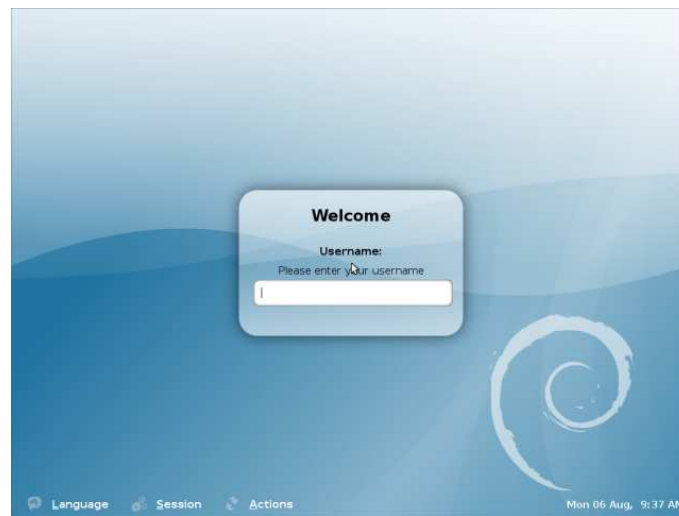 Welcome
Username:
Please enter your username
Language
Session
Actions
Mon 06 Aug, 9:37 AM